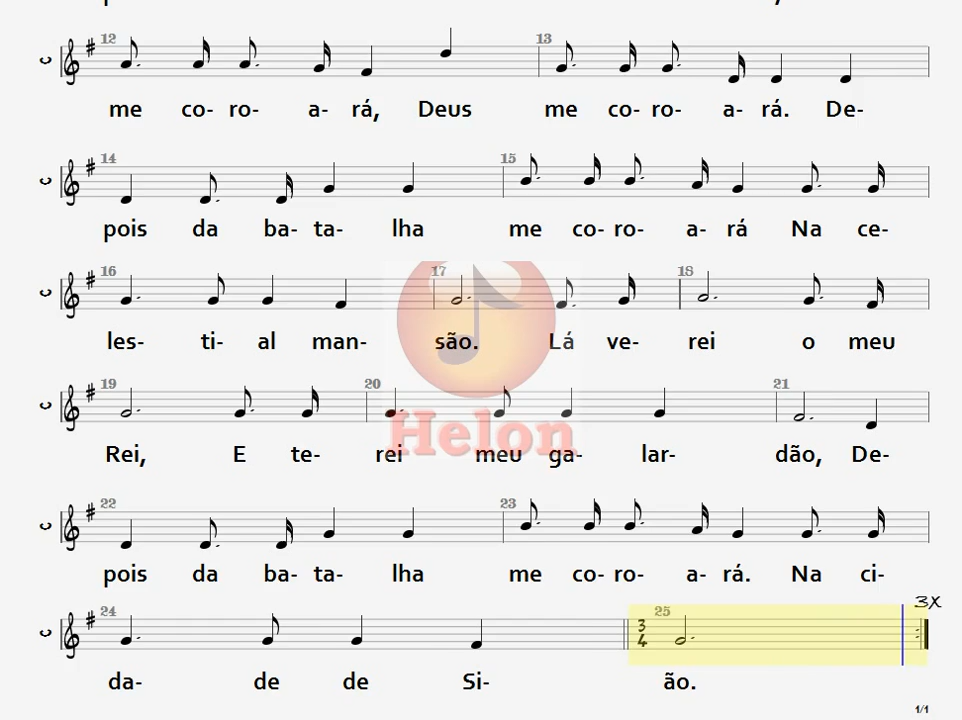 12 13
me co- ro- a- rá, Deus me co- ro- a- rá. De-
14 15
pois da ba- ta- lha me co- ro- a- rá Na ce-
16 17 18
les- ti- al man- são. Lá ve- rei o meu
19 20 21
Rei, E te- rei meu ga- lar- dão, De-
Helon
22 23
pois da ba- ta- lha me co- ro- a- rá. Na ci-
3X
24 25
3
4
da- de de Si- ão.
1/1